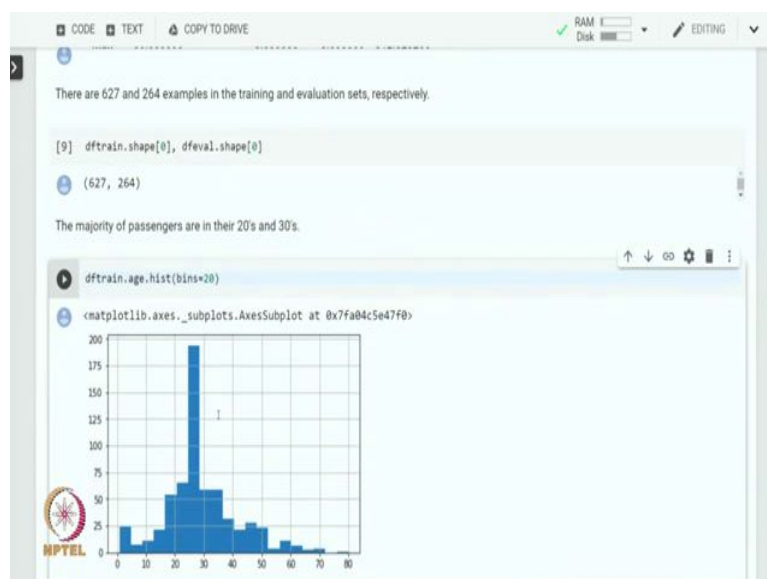 CODE TEXT COPY TO DRIVE
RAM
Disk
EDITING
There are 627 and 264 examples in the training and evaluation sets, respectively.
[9] dftrain.shape[0], dfeval.shape[0]
(627, 264)
The majority of passengers are in their 20's and 30's.
dftrain.age.hist(bins=20)
<matplotlib.axes._subplots.AxesSubplot at 0x7fa04c5e47f0>
200
175
150
125
100
75
50
25
0
0 10 20 30 40 50 60 70 80
NPTEL